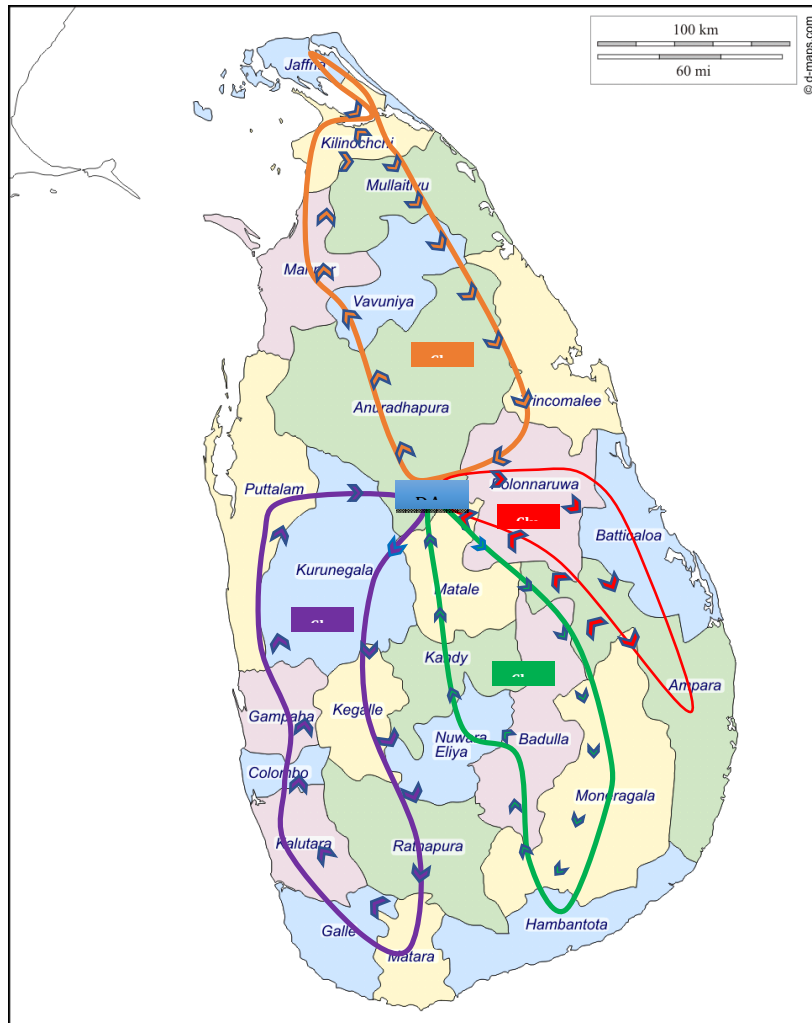 100 km
60 mi
© d-maps.com
Jaffna
Kilinochchi
Mullaitivu
Mannar
Vavuniya
Anuradhapura
Trincomalee
Puttalam
Polonnaruwa
Batticaloa
Kurunegala
Matale
Kandy
Ampara
Gampaha
Kegalle
Nuwara
Eliya
Badulla
Colombo
Moneragala
Kalutara
Ratnapura
Galle
Hambantota
Matara